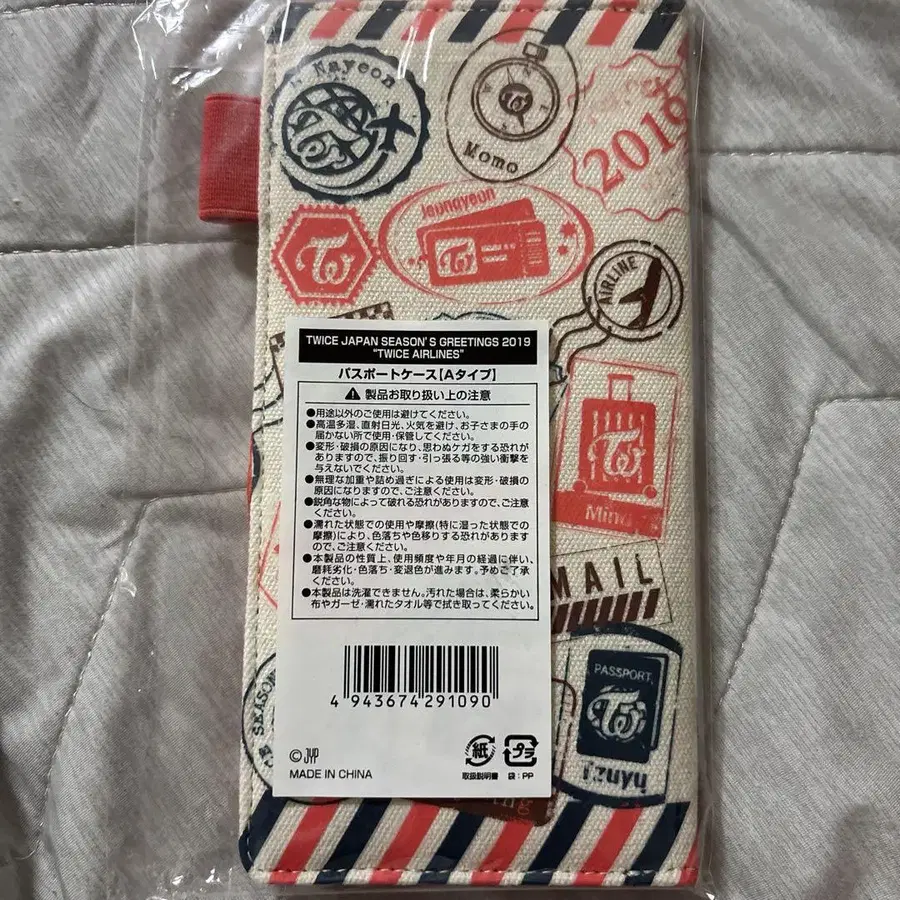 Nayeon
Momo
2016
Jeongyeon
AIRLINE
TWICE JAPAN SEASON'S GREETINGS 2019
"TWICE AIRLINES"
パスポートケース【Aタイプ】
製品お取り扱い上の注意
●用途以外のご使用は避けてください。
●高温多湿、直射日光、火気を避け、お子さまの手の
届かない所で使用・保管してください。
●変形・破損の原因になり、思わぬケガをする恐れが
ありますので、振り回す・引っ張る等の強い衝撃を
与えないでください。
●無理な加重や詰め過ぎによる使用は変形・破損の
原因になりますので、ご注意ください。
●鋭角な物によって破れる恐れがありますので、ご注意
ください。
●濡れた状態での使用や摩擦(特に湿った状態での
摩擦)により、色落ちや色移りする恐れがあります
ので、ご注意ください。
●本製品の性質上、使用頻度や年月の経過に伴い、
磨耗劣化・色落ち・変退色が進みます。予めご了承
ください。
●本製品は洗濯できません。汚れた場合は、柔らかい
布やガーゼ・濡れたタオル等で拭き取ってください。
Mina
MAIL
PASSPORT
Tzuyu
4 943674 291090
©JYP
MADE IN CHINA
紙
取扱説明書
プラ
袋:PP